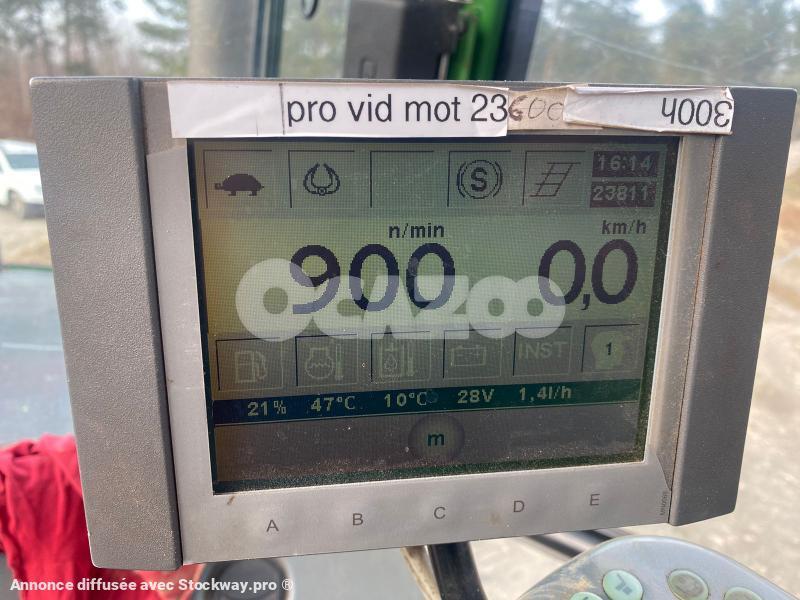 pro vid mot 23600 300h
S 16:14
23811
n/min km/h
900 0,0
OCAZOO
INST 1
21% 47°C 10°C 28V 1,4l/h
m
A B C D E
Annonce diffusée avec Stockway.pro ®